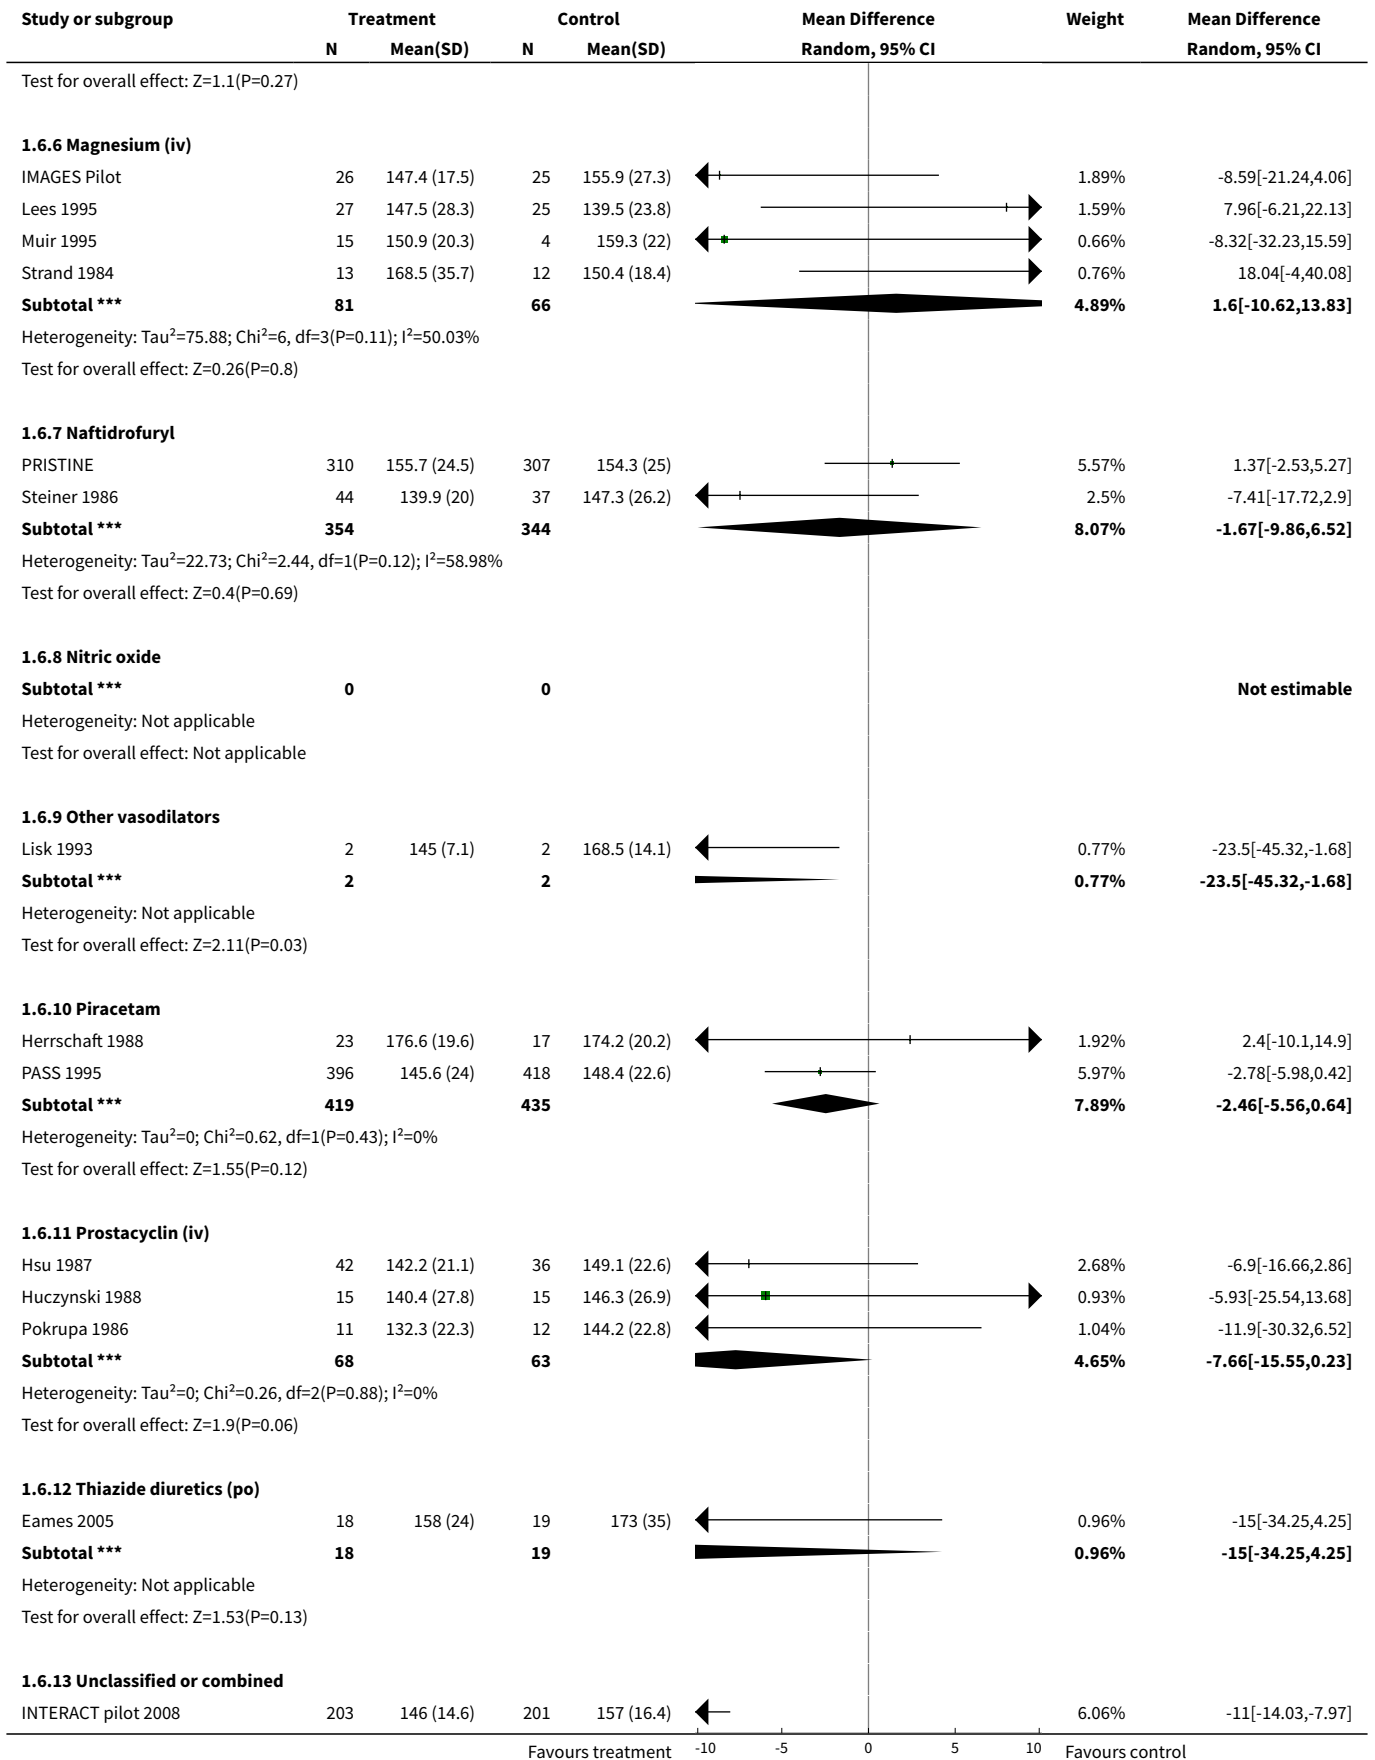 Study or subgroup Treatment Control Mean Difference Weight Mean Difference
N Mean(SD) N Mean(SD) Random, 95% CI Random, 95% CI
Test for overall effect: Z=1.1(P=0.27)
1.6.6 Magnesium (iv)
IMAGES Pilot 26 147.4 (17.5) 25 155.9 (27.3) 1.89% -8.59[-21.24,4.06]
Lees 1995 27 147.5 (28.3) 25 139.5 (23.8) 1.59% 7.96[-6.21,22.13]
Muir 1995 15 150.9 (20.3) 4 159.3 (22) 0.66% -8.32[-32.23,15.59]
Strand 1984 13 168.5 (35.7) 12 150.4 (18.4) 0.76% 18.04[-4,40.08]
Subtotal *** 81 66 4.89% 1.6[-10.62,13.83]
Heterogeneity: Tau²=75.88; Chi²=6, df=3(P=0.11); I²=50.03%
Test for overall effect: Z=0.26(P=0.8)
1.6.7 Naftidrofuryl
PRISTINE 310 155.7 (24.5) 307 154.3 (25) 5.57% 1.37[-2.53,5.27]
Steiner 1986 44 139.9 (20) 37 147.3 (26.2) 2.5% -7.41[-17.72,2.9]
Subtotal *** 354 344 8.07% -1.67[-9.86,6.52]
Heterogeneity: Tau²=22.73; Chi²=2.44, df=1(P=0.12); I²=58.98%
Test for overall effect: Z=0.4(P=0.69)
1.6.8 Nitric oxide
Subtotal *** 0 0 Not estimable
Heterogeneity: Not applicable
Test for overall effect: Not applicable
1.6.9 Other vasodilators
Lisk 1993 2 145 (7.1) 2 168.5 (14.1) 0.77% -23.5[-45.32,-1.68]
Subtotal *** 2 2 0.77% -23.5[-45.32,-1.68]
Heterogeneity: Not applicable
Test for overall effect: Z=2.11(P=0.03)
1.6.10 Piracetam
Herrschaft 1988 23 176.6 (19.6) 17 174.2 (20.2) 1.92% 2.4[-10.1,14.9]
PASS 1995 396 145.6 (24) 418 148.4 (22.6) 5.97% -2.78[-5.98,0.42]
Subtotal *** 419 435 7.89% -2.46[-5.56,0.64]
Heterogeneity: Tau²=0; Chi²=0.62, df=1(P=0.43); I²=0%
Test for overall effect: Z=1.55(P=0.12)
1.6.11 Prostacyclin (iv)
Hsu 1987 42 142.2 (21.1) 36 149.1 (22.6) 2.68% -6.9[-16.66,2.86]
Huczynski 1988 15 140.4 (27.8) 15 146.3 (26.9) 0.93% -5.93[-25.54,13.68]
Pokrupa 1986 11 132.3 (22.3) 12 144.2 (22.8) 1.04% -11.9[-30.32,6.52]
Subtotal *** 68 63 4.65% -7.66[-15.55,0.23]
Heterogeneity: Tau²=0; Chi²=0.26, df=2(P=0.88); I²=0%
Test for overall effect: Z=1.9(P=0.06)
1.6.12 Thiazide diuretics (po)
Eames 2005 18 158 (24) 19 173 (35) 0.96% -15[-34.25,4.25]
Subtotal *** 18 19 0.96% -15[-34.25,4.25]
Heterogeneity: Not applicable
Test for overall effect: Z=1.53(P=0.13)
1.6.13 Unclassified or combined
INTERACT pilot 2008 203 146 (14.6) 201 157 (16.4) 6.06% -11[-14.03,-7.97]
Favours treatment -10 -5 0 5 10 Favours control